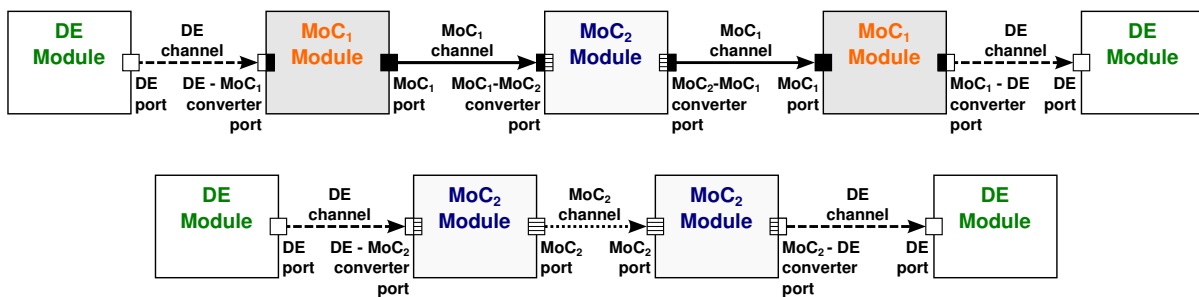 DE
Module
DE
channel
MoC₁
Module
MoC₁
channel
MoC₂
Module
MoC₁
channel
MoC₁
Module
DE
channel
DE
Module
DE
port
DE - MoC₁
converter
port
MoC₁
port
MoC₁-MoC₂
converter
port
MoC₂-MoC₁
converter
port
MoC₁
port
MoC₁ - DE
converter
port
DE
port
DE
Module
DE
channel
MoC₂
Module
MoC₂
channel
MoC₂
Module
DE
channel
DE
Module
DE
port
DE - MoC₂
converter
port
MoC₂
port
MoC₂
port
MoC₂ - DE
converter
port
DE
port